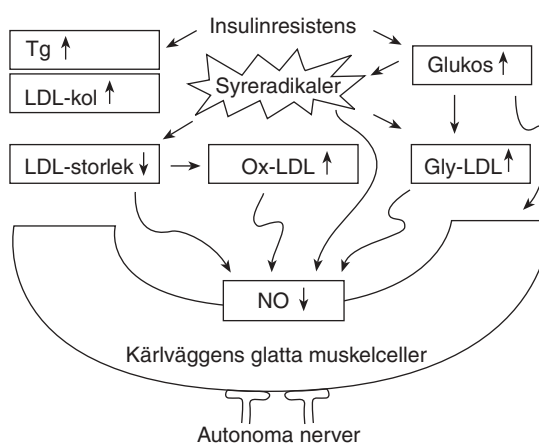 Insulinresistens
Tg ↑
LDL-kol ↑
Syreradikaler
Glukos ↑
LDL-storlek ↓
Ox-LDL ↑
Gly-LDL ↑
NO ↓
Kärlväggens glatta muskelceller
Autonoma nerver